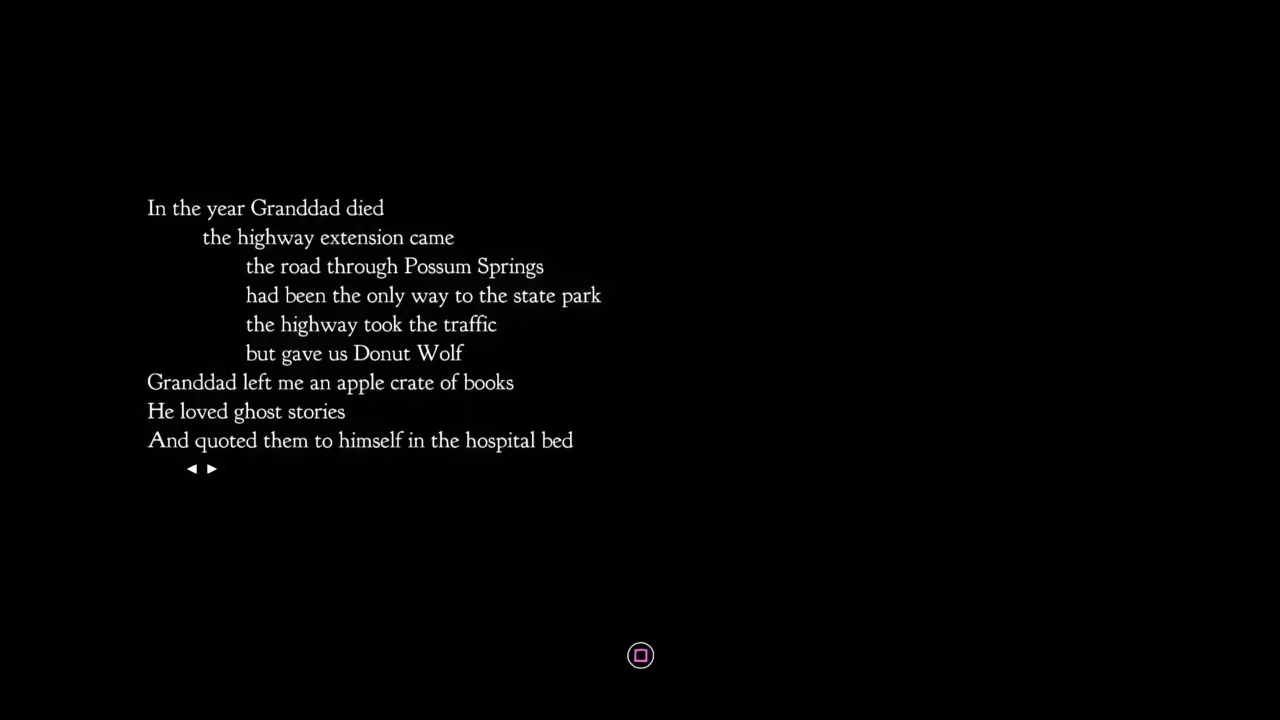 In the year Granddad died
the highway extension came
the road through Possum Springs
had been the only way to the state park
the highway took the traffic
but gave us Donut Wolf
Granddad left me an apple crate of books
He loved ghost stories
And quoted them to himself in the hospital bed